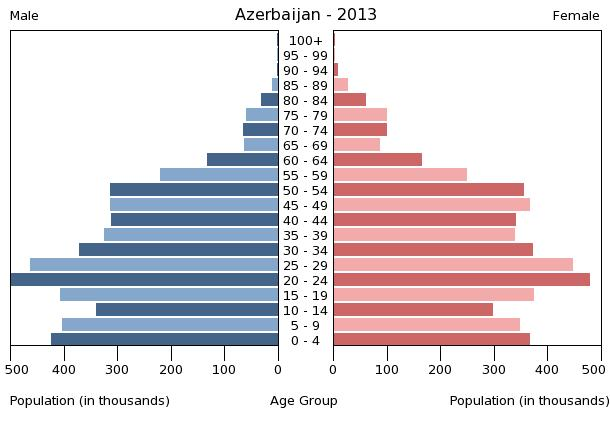 Azerbaijan - 2013
Male
Female
100+
95 - 99
90 - 94
85 - 89
80 - 84
75 - 79
70 - 74
65 - 69
60 - 64
55 - 59
50 - 54
45 - 49
40 - 44
35 - 39
30 - 34
25 - 29
20 - 24
15 - 19
10 - 14
5 - 9
0 - 4
500 400 300 200 100 0 0 100 200 300 400 500
Population (in thousands) Age Group Population (in thousands)